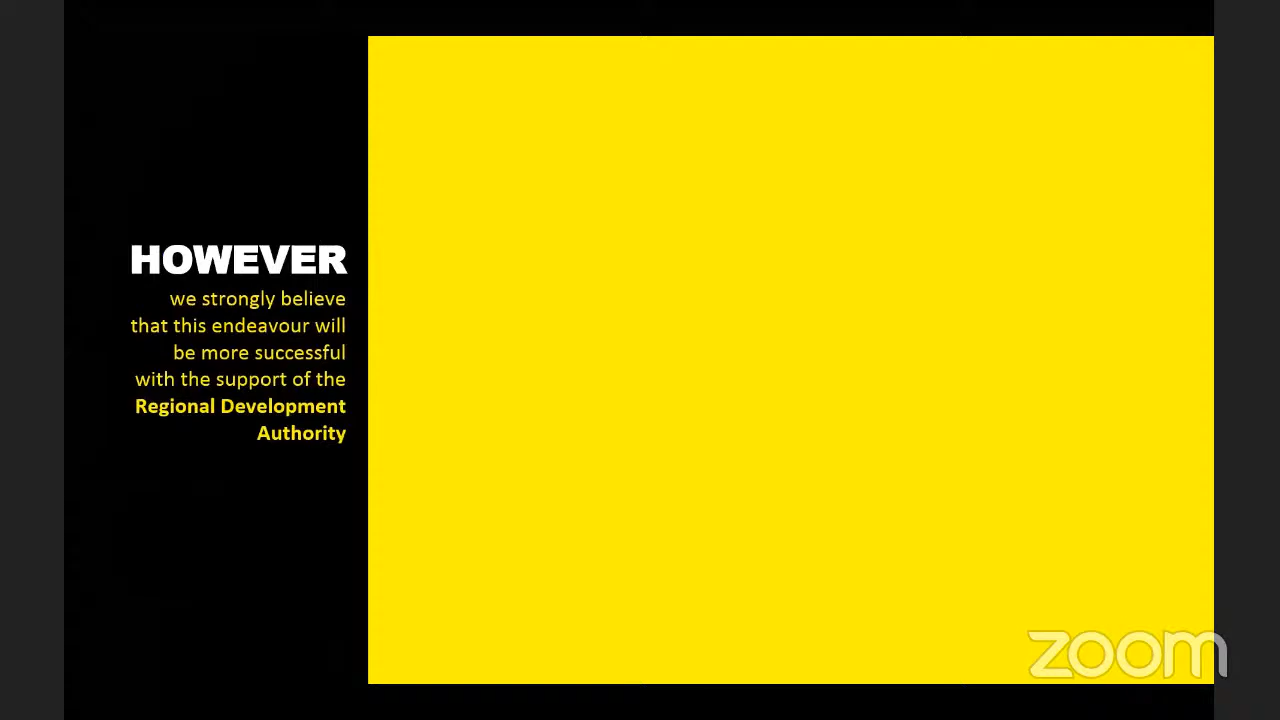 HOWEVER
we strongly believe
that this endeavour will
be more successful
with the support of the
Regional Development
Authority
zoom